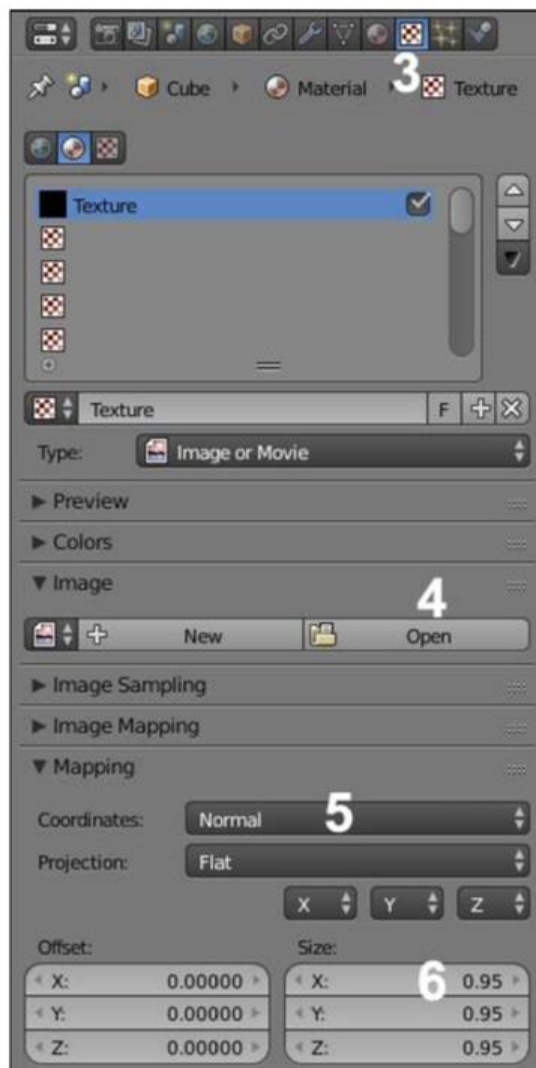 3
Cube Material Texture
Texture
Texture F
Type: Image or Movie
Preview
Colors
Image
4
New Open
Image Sampling
Image Mapping
Mapping
Coordinates: Normal 5
Projection: Flat
X Y Z
Offset: Size:
X: 0.00000 X: 6 0.95
Y: 0.00000 Y: 0.95
Z: 0.00000 Z: 0.95